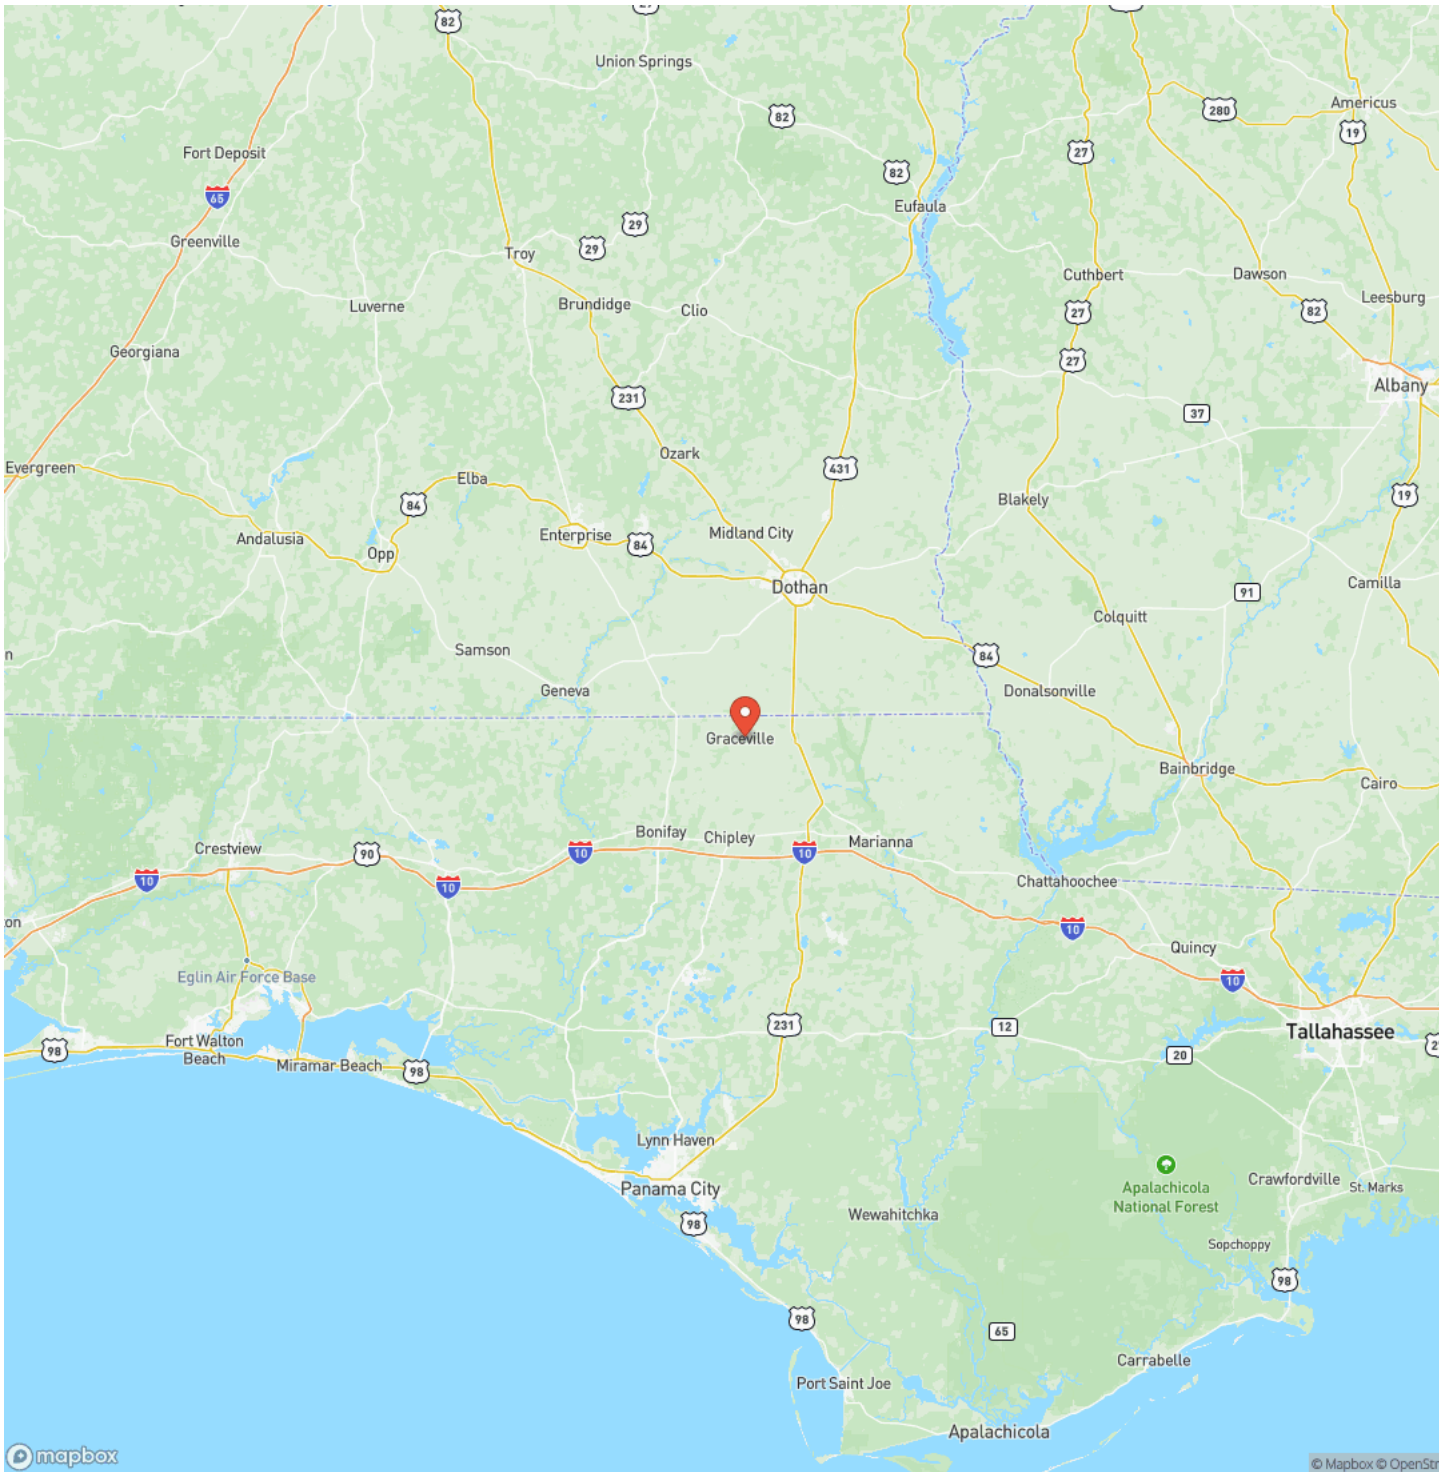 82
Union Springs
82
280
Americus
19
Fort Deposit
27
82
65
Eufaula
29
Greenville
29
Troy
Cuthbert
Dawson
Luverne
Brundidge
Clio
27
82
Leesburg
Georgiana
27
Albany
231
37
Ozark
Evergreen
431
Elba
84
Blakely
19
Andalusia
Enterprise
84
Midland City
Opp
Dothan
Camilla
91
Colquitt
Samson
n
84
Geneva
Donalsonville
Graceville
Bainbridge
Cairo
Bonifay
Chipley
Marianna
Crestview
90
10
10
10
10
Chattahoochee
on
10
Quincy
Eglin Air Force Base
10
231
12
Tallahassee
Fort Walton
Beach
98
20
Miramar Beach
98
Lynn Haven
Apalachicola
National Forest
Crawfordville
St. Marks
Panama City
Wewahitchka
98
Sopchoppy
98
98
65
Carrabelle
Port Saint Joe
Apalachicola
mapbox
© Mapbox © OpenStr